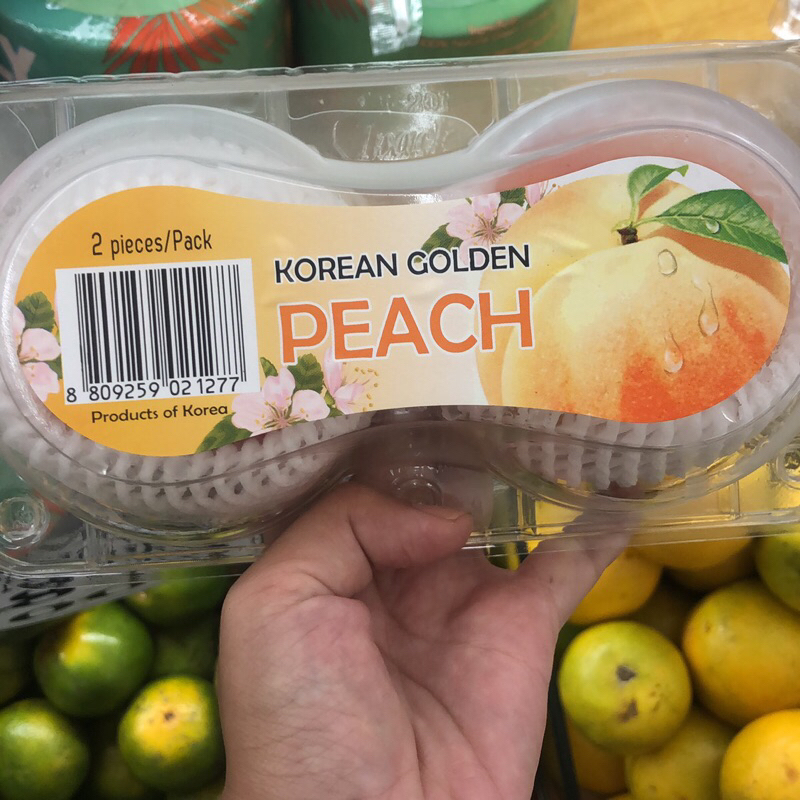 2 pieces/Pack
KOREAN GOLDEN
PEACH
8 809259 021277
Products of Korea